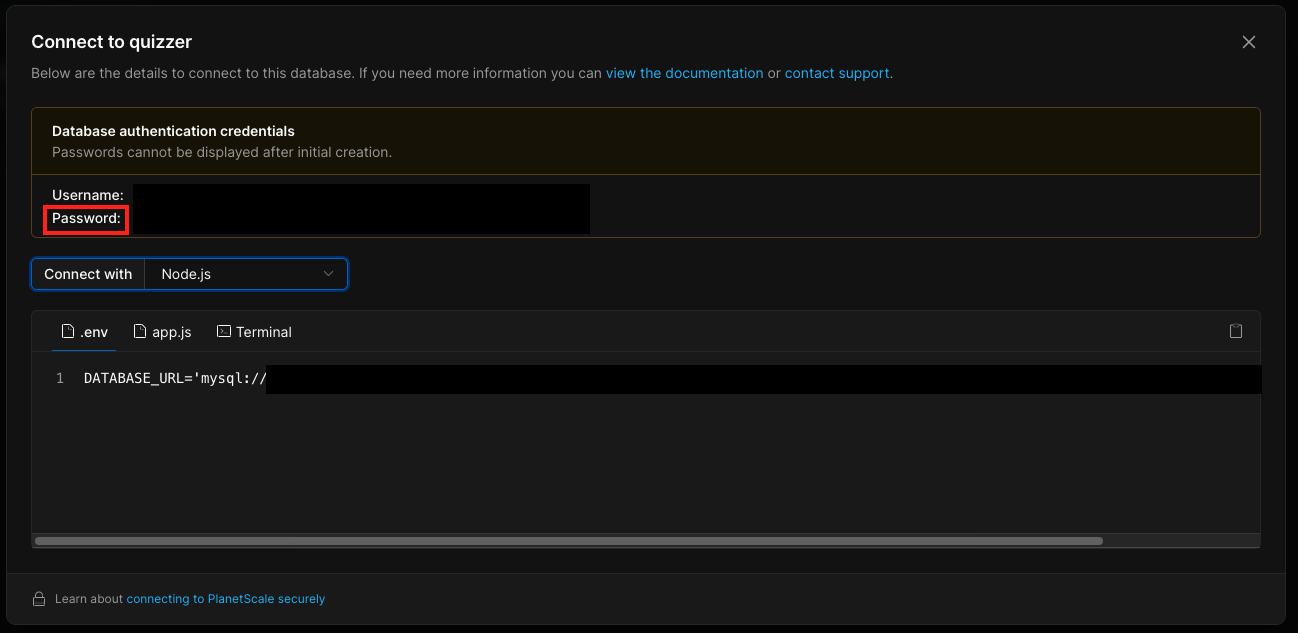 Connect to quizzer
Below are the details to connect to this database. If you need more information you can view the documentation or contact support.
Database authentication credentials
Passwords cannot be displayed after initial creation.
Username:
Password:
Connect with Node.js
.env app.js Terminal
1 DATABASE_URL='mysql://
Learn about connecting to PlanetScale securely